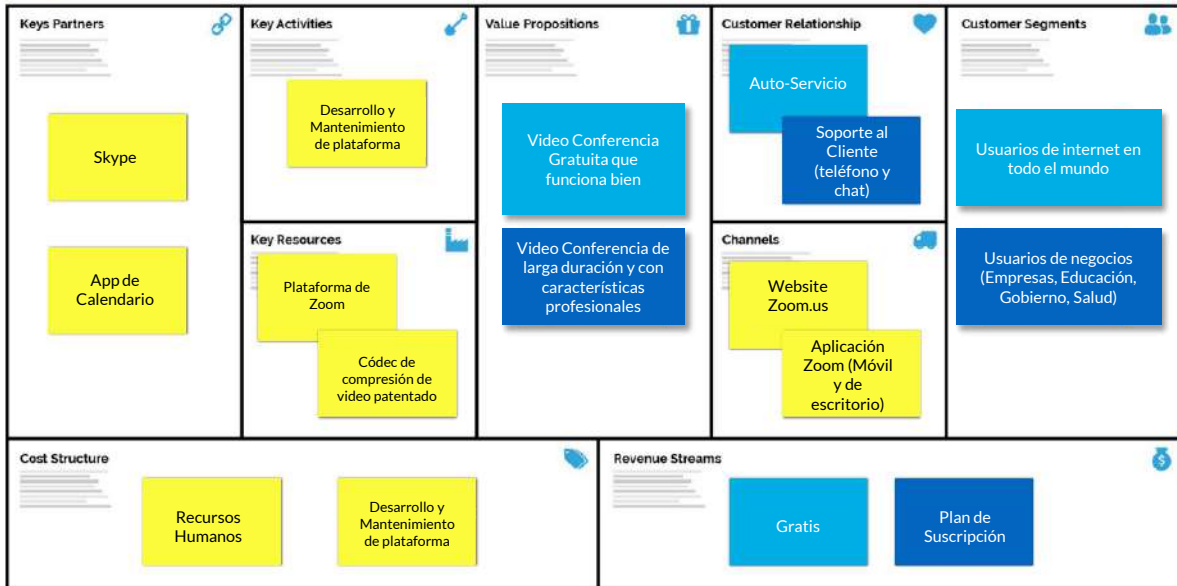 Keys Partners
Skype
App de
Calendario
Key Activities
Desarrollo y
Mantenimiento
de plataforma
Key Resources
Plataforma de
Zoom
Códec de
compresión de
video patentado
Value Propositions
Video Conferencia
Gratuita que
funciona bien
Video Conferencia de
larga duración y con
características
profesionales
Customer Relationship
Auto-Servicio
Soporte al
Cliente
(teléfono y
chat)
Channels
Website
Zoom.us
Aplicación
Zoom (Móvil
y de
escritorio)
Customer Segments
Usuarios de internet en
todo el mundo
Usuarios de negocios
(Empresas, Educación,
Gobierno, Salud)
Cost Structure
Recursos
Humanos
Desarrollo y
Mantenimiento
de plataforma
Revenue Streams
Gratis
Plan de
Suscripción